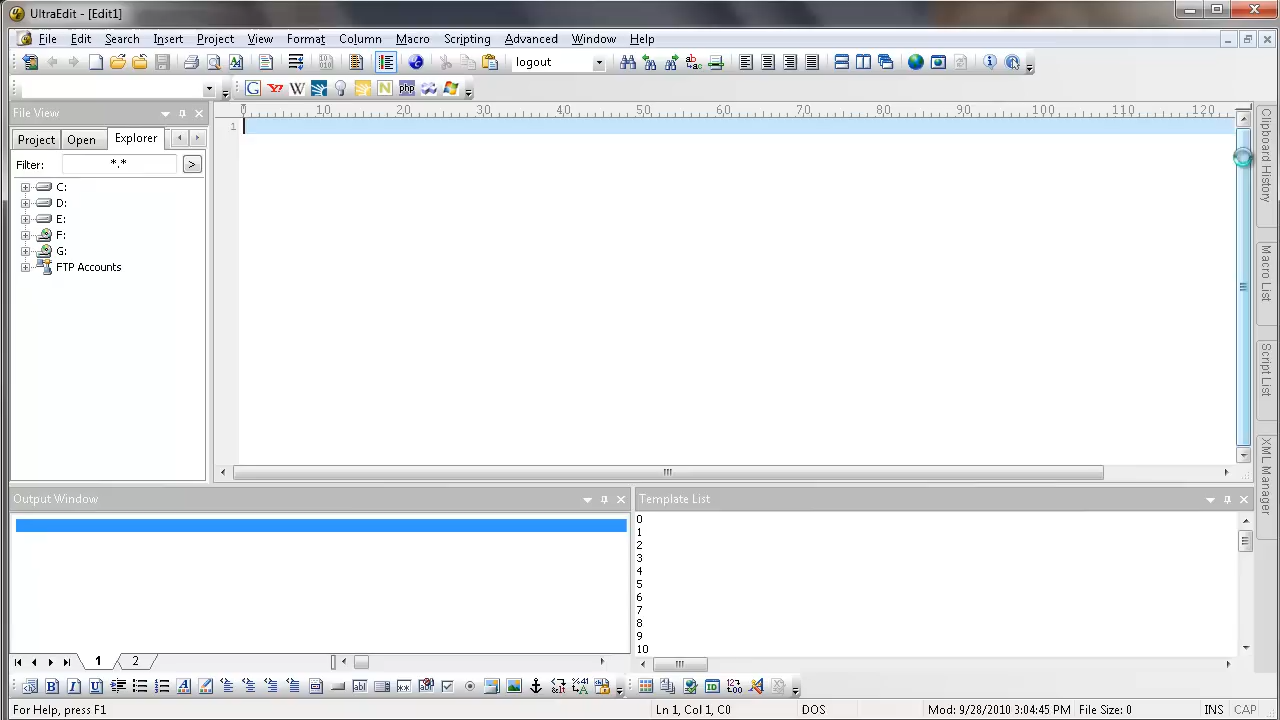 UltraEdit - [Edit1]
File Edit Search Insert Project View Format Column Macro Scripting Advanced Window Help
logout
G Y! W N php
File View
Project Open Explorer
Filter: *.* >
C:
D:
E:
F:
G:
FTP Accounts
0 10 20 30 40 50 60 70 80 90 100 110 120
1
Clipboard History
Macro List
Script List
XML Manager
Output Window
1 2
Template List
0
1
2
3
4
5
6
7
8
9
10
B I U A ID
For Help, press F1 Ln 1, Col 1, C0 DOS Mod: 9/28/2010 3:04:45 PM File Size: 0 INS CAP